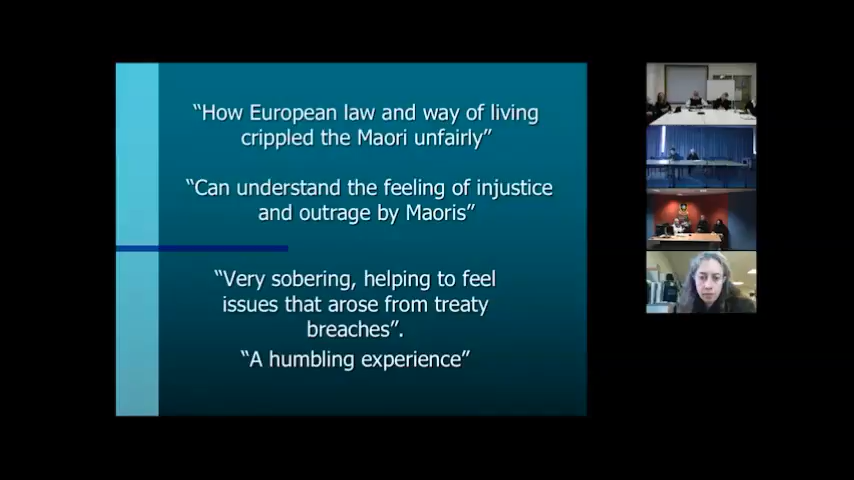 “How European law and way of living
crippled the Maori unfairly”
“Can understand the feeling of injustice
and outrage by Maoris”
“Very sobering, helping to feel
issues that arose from treaty
breaches”.
“A humbling experience”